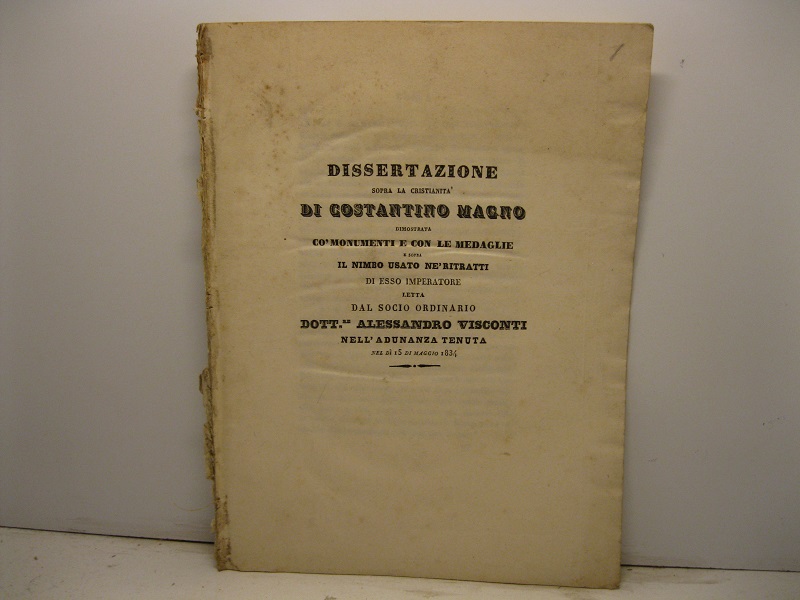 1
DISSERTAZIONE
SOPRA LA CRISTIANITA'
DI COSTANTINO MAGNO
DIMOSTRATA
CO' MONUMENTI E CON LE MEDAGLIE
E SOPRA
IL NIMBO USATO NE' RITRATTI
DI ESSO IMPERATORE
LETTA
DAL SOCIO ORDINARIO
DOTT.RE ALESSANDRO VISCONTI
NELL' ADUNANZA TENUTA
NEL DÌ 15 DI MAGGIO 1834